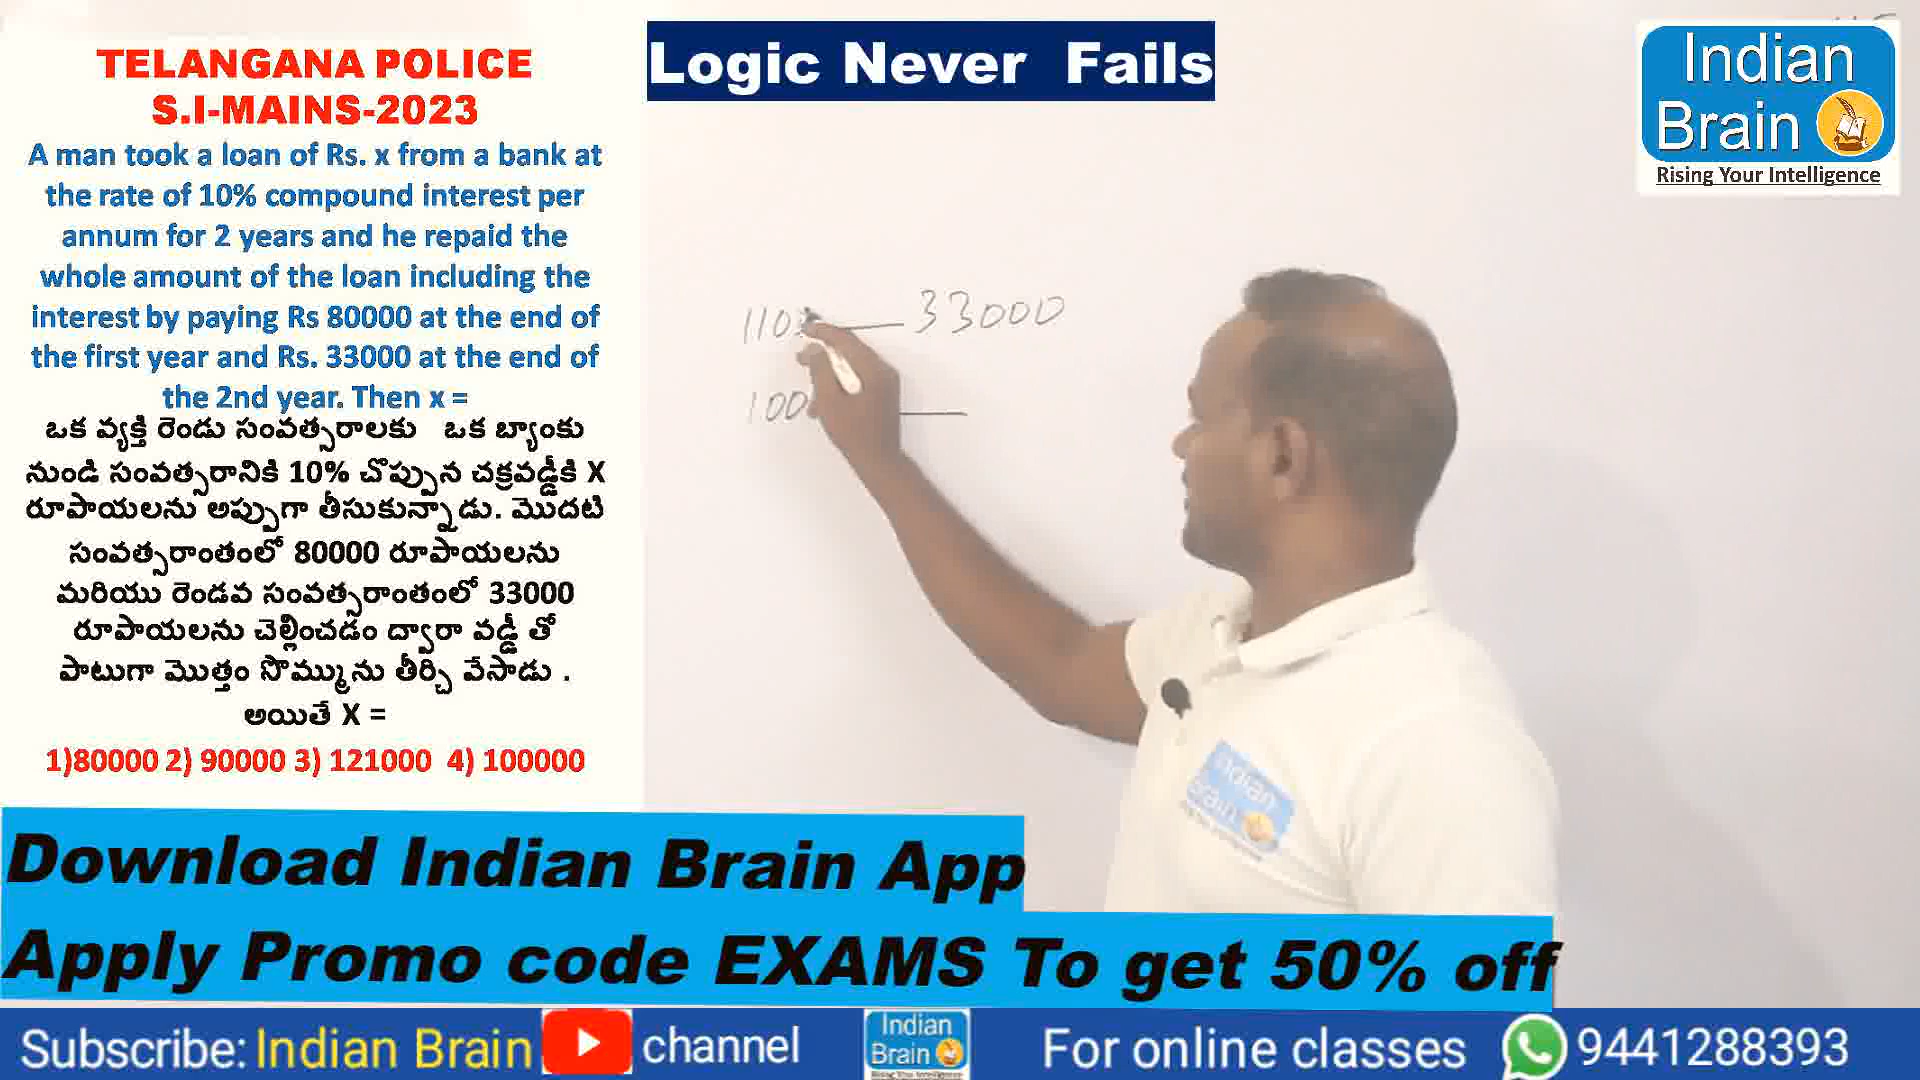 TELANGANA POLICE
S.I-MAINS-2023
A man took a loan of Rs. x from a bank at
the rate of 10% compound interest per
annum for 2 years and he repaid the
whole amount of the loan including the
interest by paying Rs 80000 at the end of
the first year and Rs. 33000 at the end of
the 2nd year. Then x =
ఒక వ్యక్తి రెండు సంవత్సరాలకు ఒక బ్యాంకు
నుండి సంవత్సరానికి 10% చొప్పున చక్రవడ్డీకి X
రూపాయలను అప్పుగా తీసుకున్నాడు. మొదటి
సంవత్సరాంతంలో 80000 రూపాయలను
మరియు రెండవ సంవత్సరాంతంలో 33000
రూపాయలను చెల్లించడం ద్వారా వడ్డీ తో
పాటుగా మొత్తం సొమ్మును తీర్చి వేసాడు .
అయితే X =
1)80000 2) 90000 3) 121000 4) 100000
Logic Never Fails
Indian
Brain
Rising Your Intelligence
33000
100
Indian
Brain
Download Indian Brain App
Apply Promo code EXAMS To get 50% off
Subscribe: Indian Brain channel
Indian
Brain
Rising Your Intelligence
For online classes 9441288393